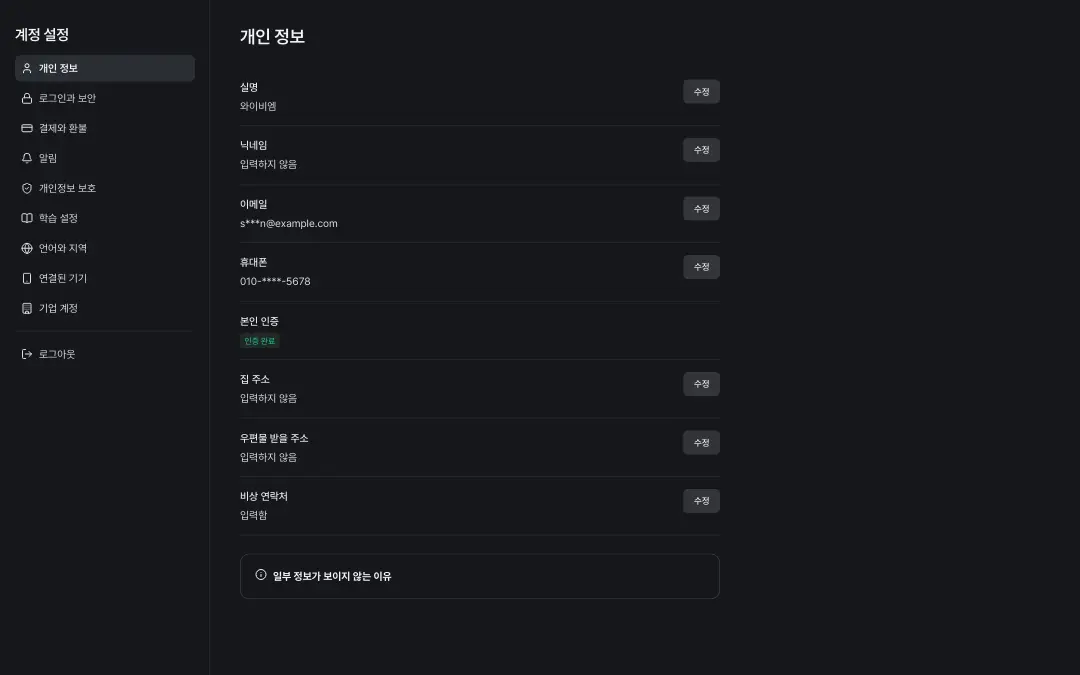 계정 설정
개인 정보
로그인과 보안
결제와 환불
알림
개인정보 보호
학습 설정
언어와 지역
연결된 기기
기업 계정
로그아웃
개인 정보
실명
와이비엠
수정
닉네임
입력하지 않음
수정
이메일
s***n@example.com
수정
휴대폰
010-****-5678
수정
본인 인증
인증 완료
집 주소
입력하지 않음
수정
우편물 받을 주소
입력하지 않음
수정
비상 연락처
입력함
수정
일부 정보가 보이지 않는 이유